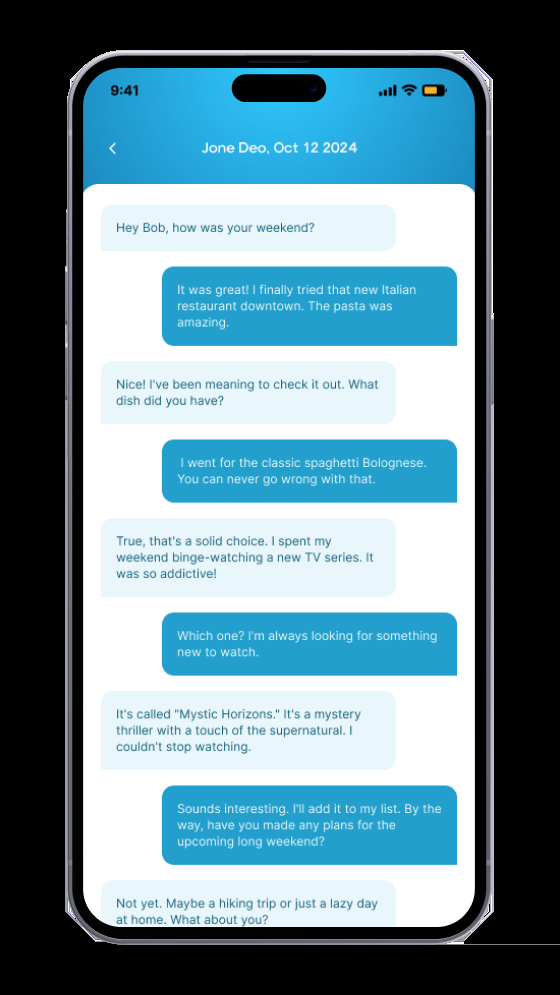 9:41
Jone Deo, Oct 12 2024
Hey Bob, how was your weekend?
It was great! I finally tried that new Italian
restaurant downtown. The pasta was
amazing.
Nice! I've been meaning to check it out. What
dish did you have?
I went for the classic spaghetti Bolognese.
You can never go wrong with that.
True, that's a solid choice. I spent my
weekend binge-watching a new TV series. It
was so addictive!
Which one? I'm always looking for something
new to watch.
It's called "Mystic Horizons." It's a mystery
thriller with a touch of the supernatural. I
couldn't stop watching.
Sounds interesting. I'll add it to my list. By the
way, have you made any plans for the
upcoming long weekend?
Not yet. Maybe a hiking trip or just a lazy day
at home. What about you?